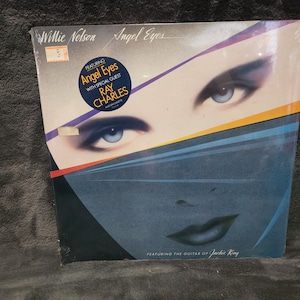 Willie Nelson Angel Eyes
FEATURING
Angel Eyes
WITH SPECIAL GUEST
RAY
CHARLES
FEATURING THE GUITAR OF Jackie King